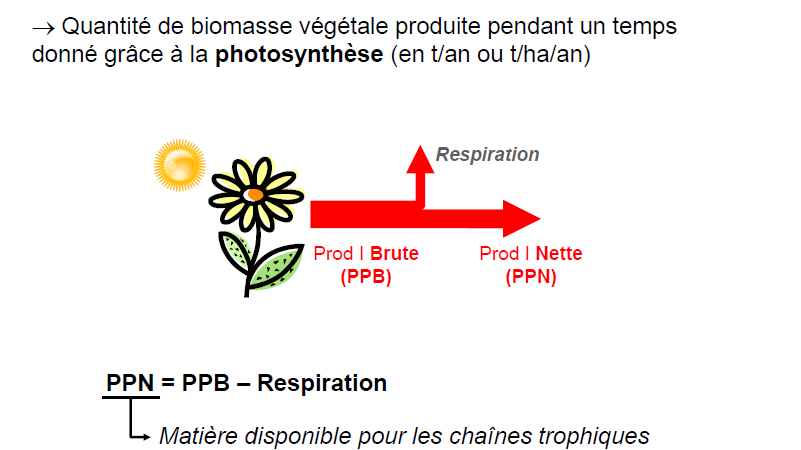 → Quantité de biomasse végétale produite pendant un temps
donné grâce à la photosynthèse (en t/an ou t/ha/an)
Respiration
Prod I Brute
(PPB)
Prod I Nette
(PPN)
PPN = PPB – Respiration
Matière disponible pour les chaînes trophiques